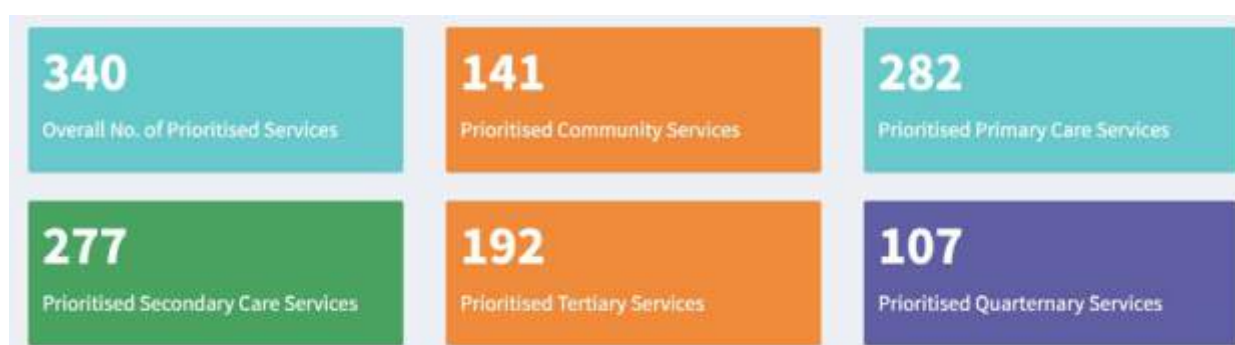 340
Overall No. of Prioritised Services
141
Prioritised Community Services
282
Prioritised Primary Care Services
277
Prioritised Secondary Care Services
192
Prioritised Tertiary Services
107
Prioritised Quarternary Services